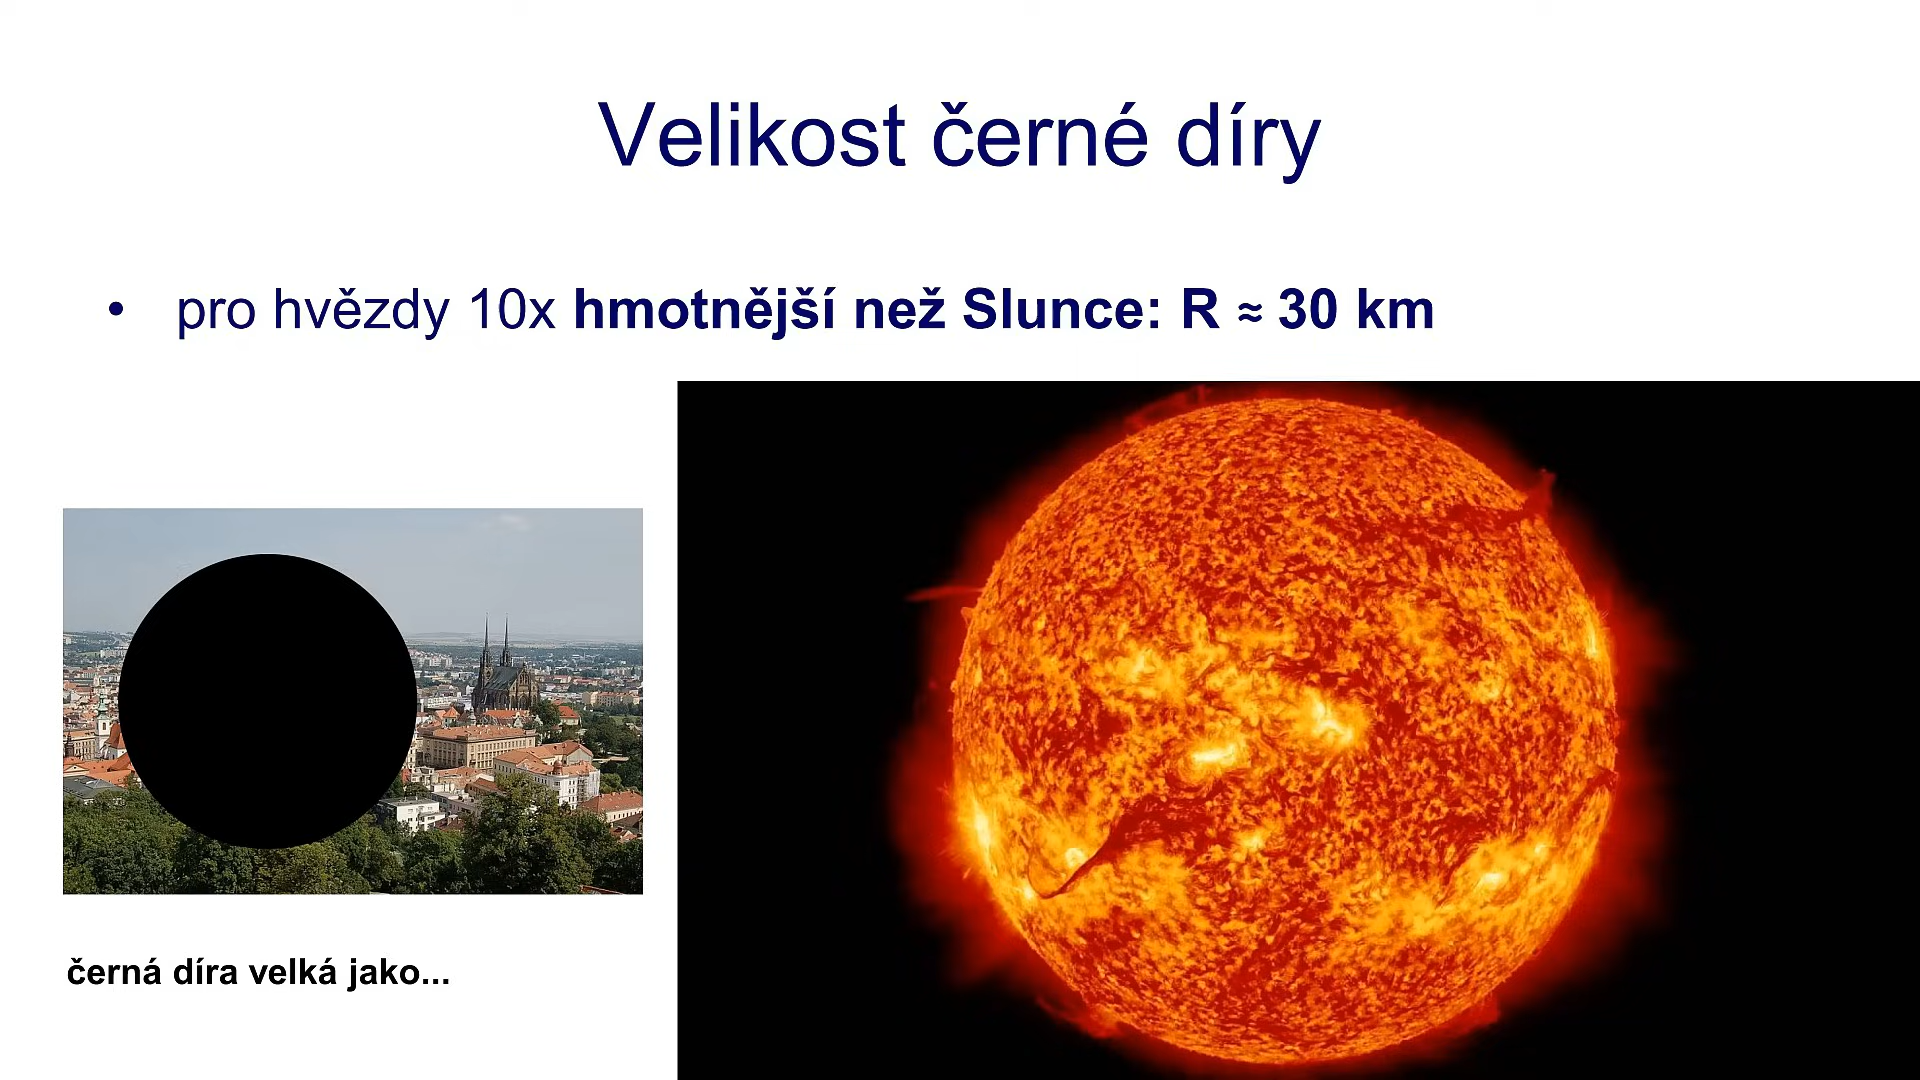 Velikost černé díry
• pro hvězdy 10x hmotnější než Slunce: R ≈ 30 km
černá díra velká jako...